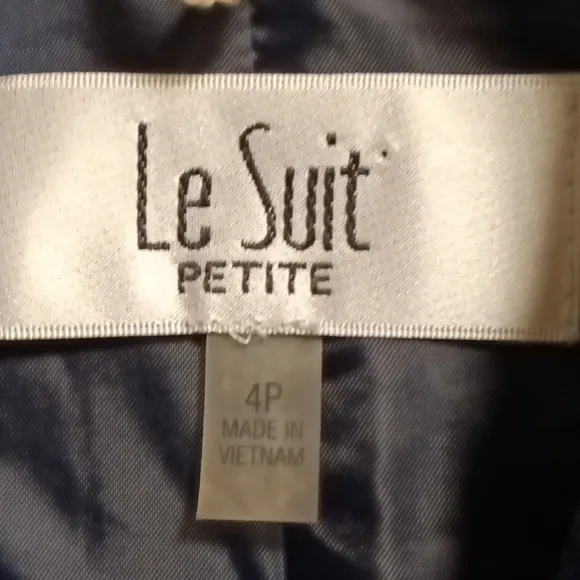 Le Suit
PETITE
4P
MADE IN
VIETNAM